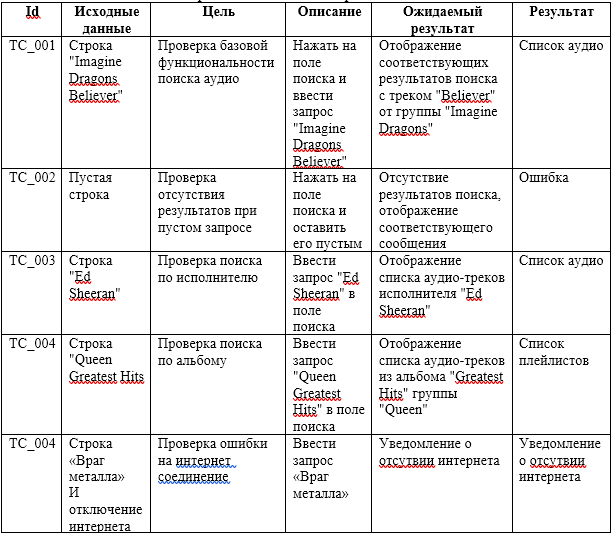 Id
Исходные
данные
Цель
Описание
Ожидаемый
результат
Результат
TC_001
Строка
"Imagine
Dragons
Believer"
Проверка базовой
функциональности
поиска аудио
Нажать на
поле
поиска и
ввести
запрос
"Imagine
Dragons
Believer"
Отображение
соответствующих
результатов поиска
с треком "Believer"
от группы "Imagine
Dragons"
Список аудио
TC_002
Пустая
строка
Проверка
отсутствия
результатов при
пустом запросе
Нажать на
поле
поиска и
оставить
его пустым
Отсутствие
результатов поиска,
отображение
соответствующего
сообщения
Ошибка
TC_003
Строка
"Ed
Sheeran"
Проверка поиска
по исполнителю
Ввести
запрос "Ed
Sheeran" в
поле
поиска
Отображение
списка аудио-треков
исполнителя "Ed
Sheeran"
Список аудио
TC_004
Строка
"Queen
Greatest Hits
Проверка поиска
по альбому
Ввести
запрос
"Queen
Greatest
Hits" в поле
поиска
Отображение
списка аудио-треков
из альбома "Greatest
Hits" группы
"Queen"
Список
плейлистов
TC_004
Строка
«Враг
металла»
И
отключение
интернета
Проверка ошибки
на интернет
соединение
Ввести
запрос
«Враг
металла»
Уведомление о
отсутвии интернета
Уведомление
о отсутвии
интернета